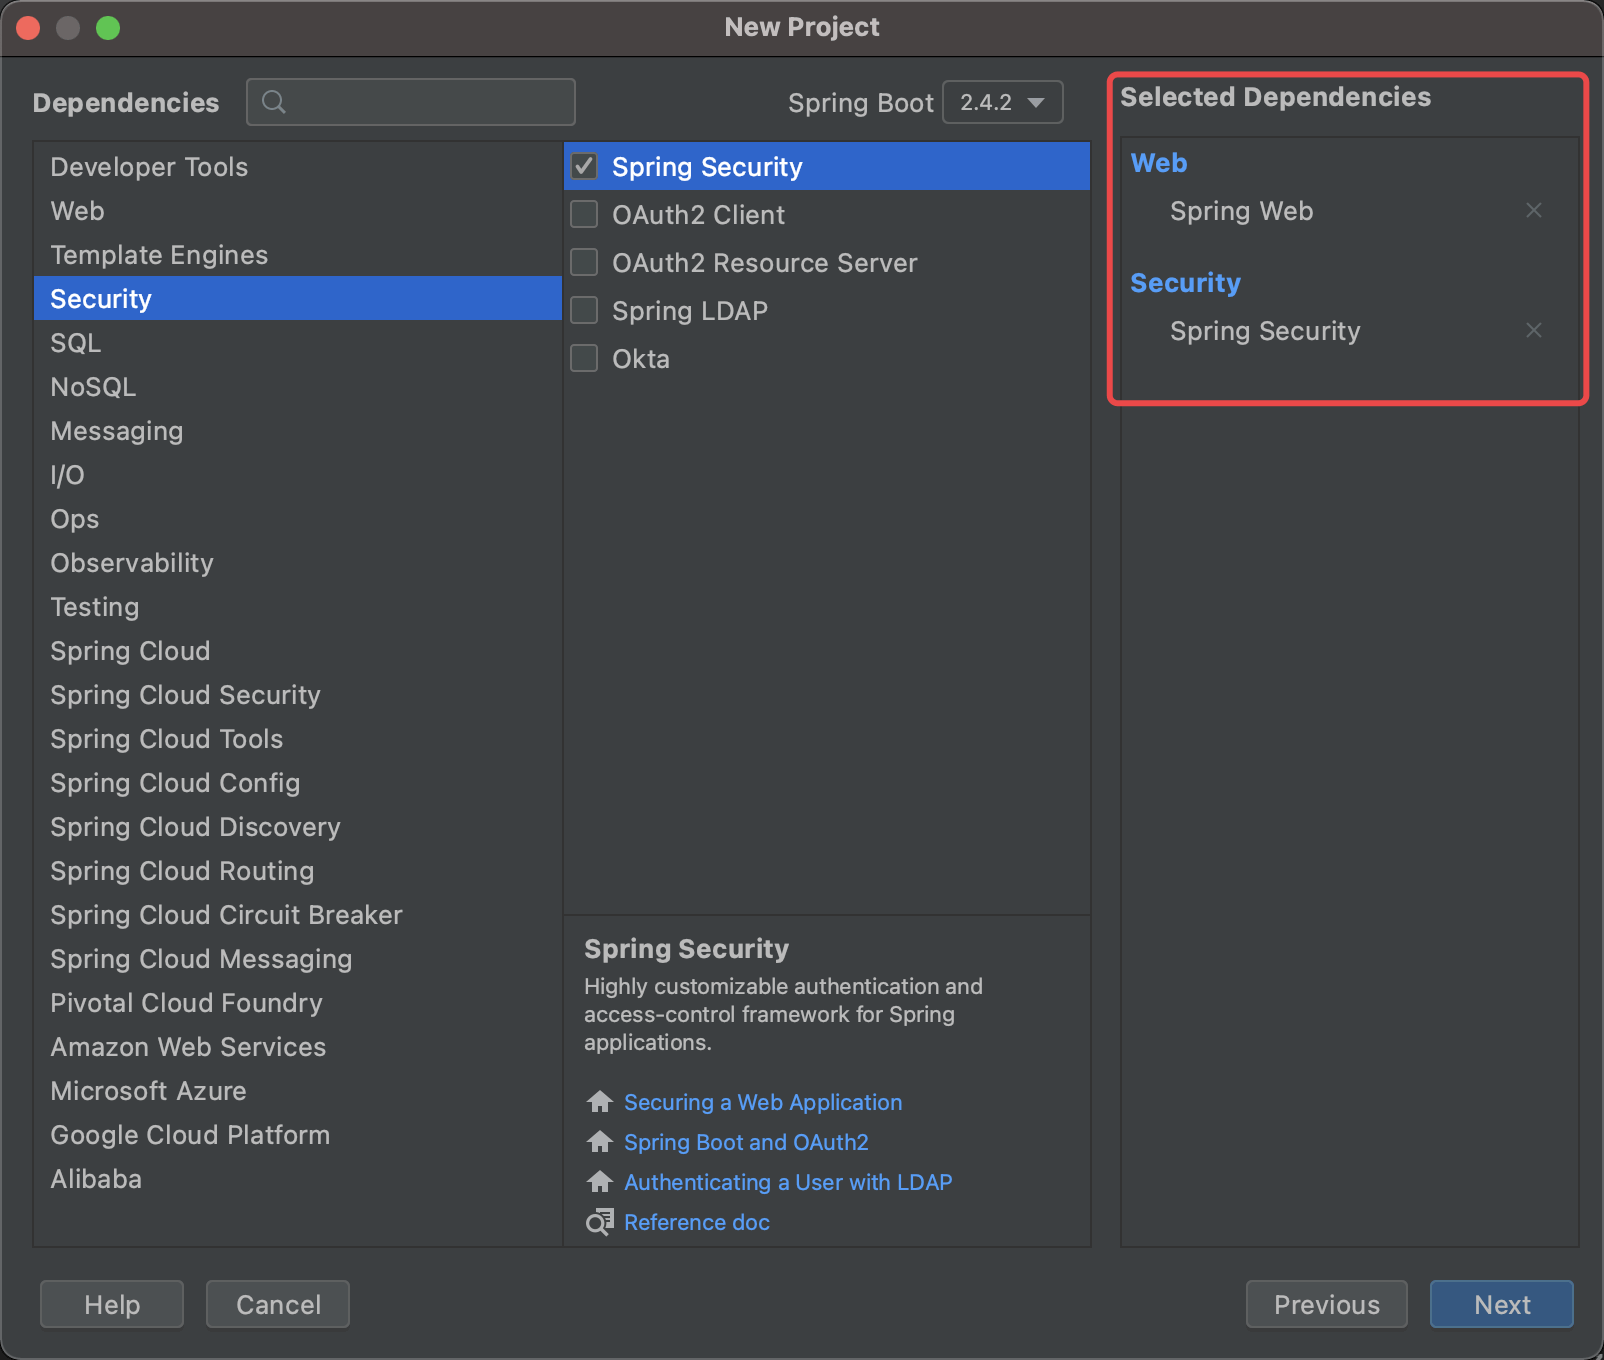 New Project
Dependencies
Spring Boot
2.4.2
Developer Tools
Web
Template Engines
Security
SQL
NoSQL
Messaging
I/O
Ops
Observability
Testing
Spring Cloud
Spring Cloud Security
Spring Cloud Tools
Spring Cloud Config
Spring Cloud Discovery
Spring Cloud Routing
Spring Cloud Circuit Breaker
Spring Cloud Messaging
Pivotal Cloud Foundry
Amazon Web Services
Microsoft Azure
Google Cloud Platform
Alibaba
Spring Security
OAuth2 Client
OAuth2 Resource Server
Spring LDAP
Okta
Spring Security
Highly customizable authentication and
access-control framework for Spring
applications.
Securing a Web Application
Spring Boot and OAuth2
Authenticating a User with LDAP
Reference doc
Selected Dependencies
Web
Spring Web
Security
Spring Security
Help
Cancel
Previous
Next